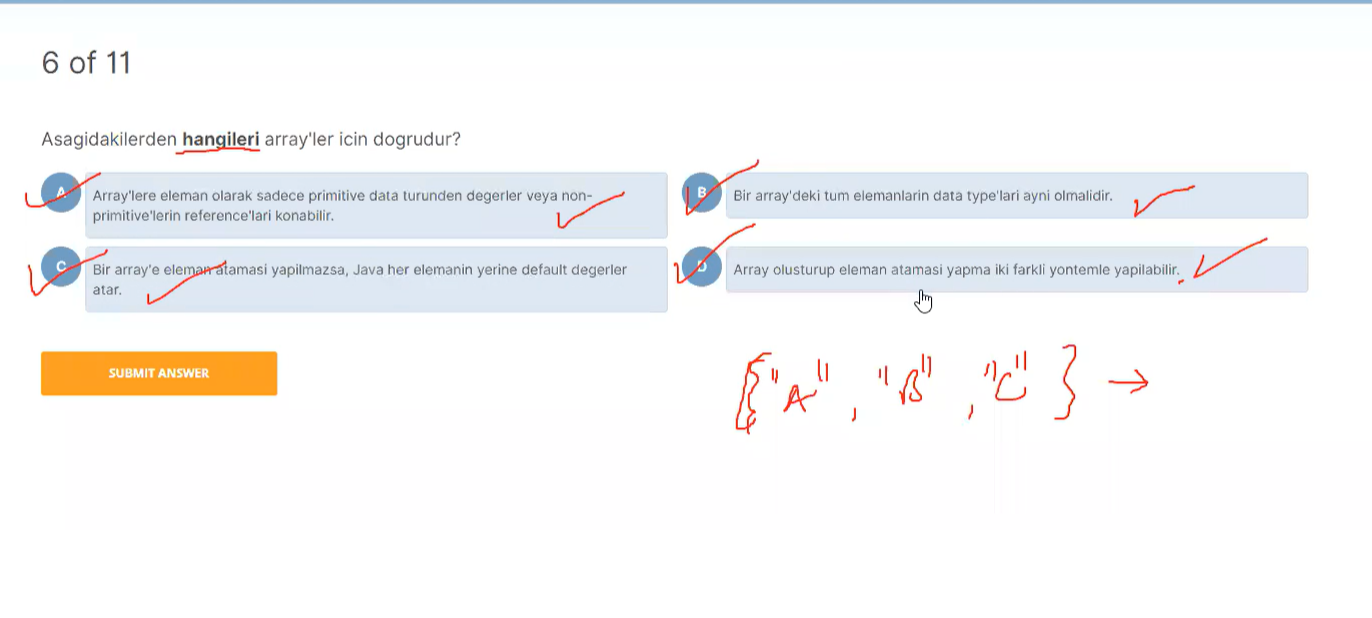 6 of 11
Asagidakilerden hangileri array'ler icin dogrudur?
A
Array'lere eleman olarak sadece primitive data turunden degerler veya non-
primitive'lerin reference'lari konabilir.
B
Bir array'deki tum elemanlarin data type'lari ayni olmalidir.
C
Bir array'e eleman atamasi yapilmazsa, Java her elemanin yerine default degerler
atar.
D
Array olusturup eleman atamasi yapma iki farkli yontemle yapilabilir.
SUBMIT ANSWER
{"A", "B", "C"} →